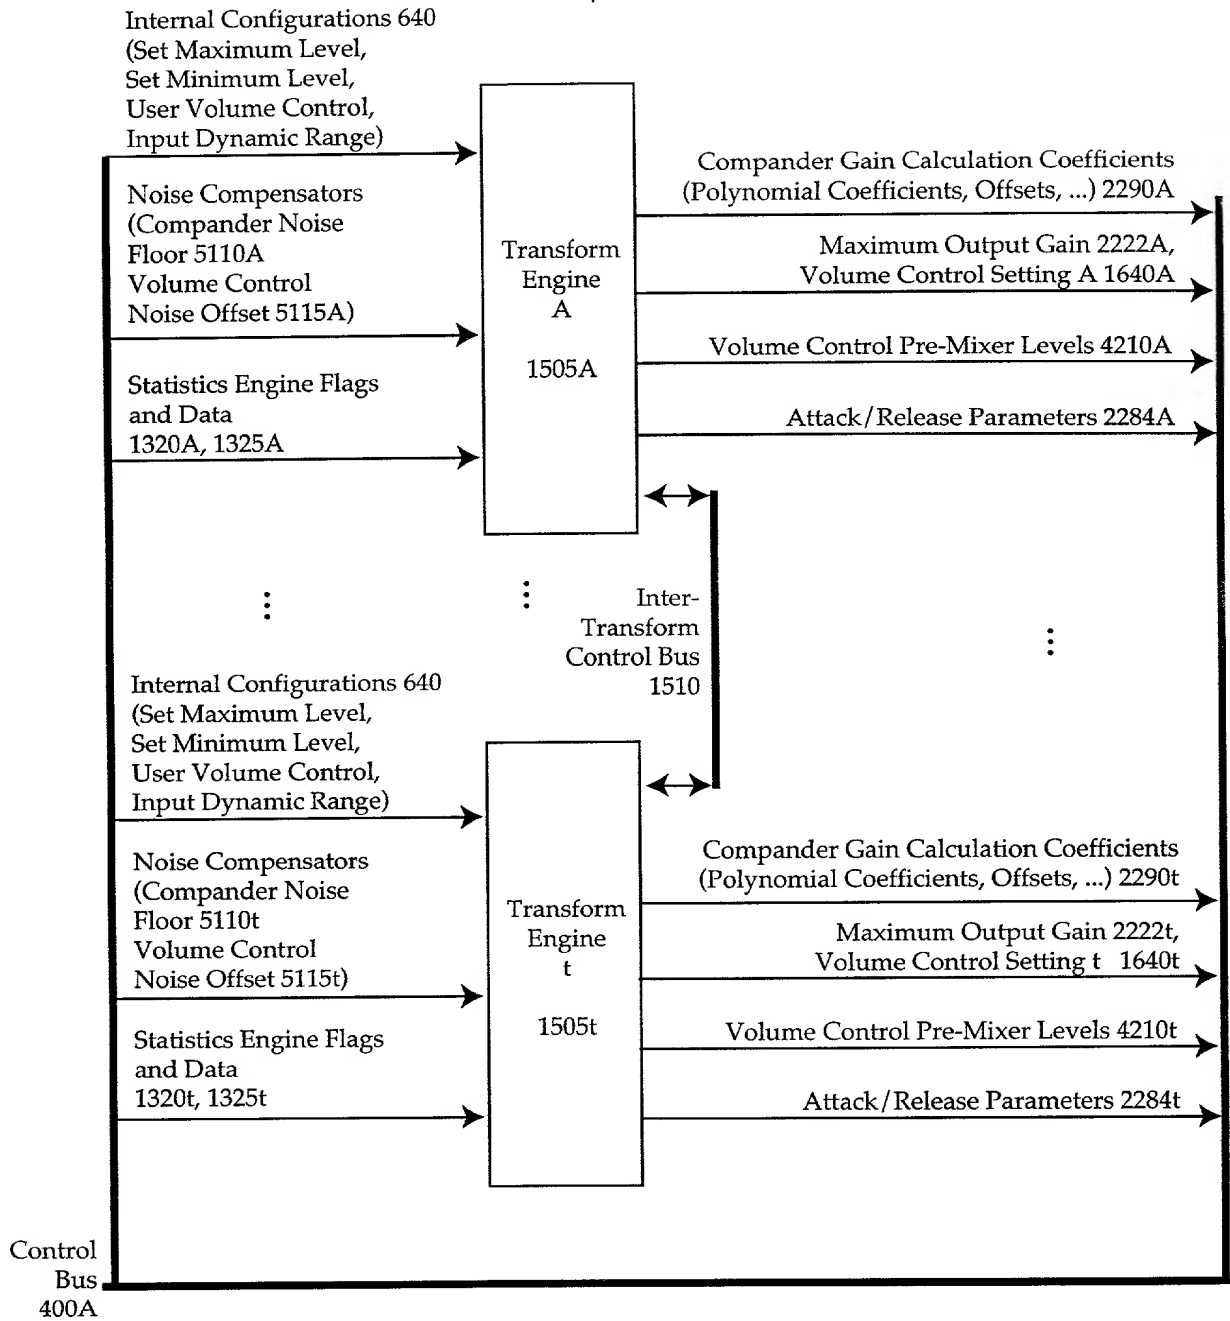 Internal Configurations 640
(Set Maximum Level,
Set Minimum Level,
User Volume Control,
Input Dynamic Range)
Noise Compensators
(Compander Noise
Floor 5110A
Volume Control
Noise Offset 5115A)
Statistics Engine Flags
and Data
1320A, 1325A
Transform
Engine
A
1505A
Compander Gain Calculation Coefficients
(Polynomial Coefficients, Offsets, ...) 2290A
Maximum Output Gain 2222A,
Volume Control Setting A 1640A
Volume Control Pre-Mixer Levels 4210A
Attack/Release Parameters 2284A
Inter-
Transform
Control Bus
1510
Internal Configurations 640
(Set Maximum Level,
Set Minimum Level,
User Volume Control,
Input Dynamic Range)
Noise Compensators
(Compander Noise
Floor 5110t
Volume Control
Noise Offset 5115t)
Statistics Engine Flags
and Data
1320t, 1325t
Transform
Engine
t
1505t
Compander Gain Calculation Coefficients
(Polynomial Coefficients, Offsets, ...) 2290t
Maximum Output Gain 2222t,
Volume Control Setting t 1640t
Volume Control Pre-Mixer Levels 4210t
Attack/Release Parameters 2284t
Control
Bus
400A